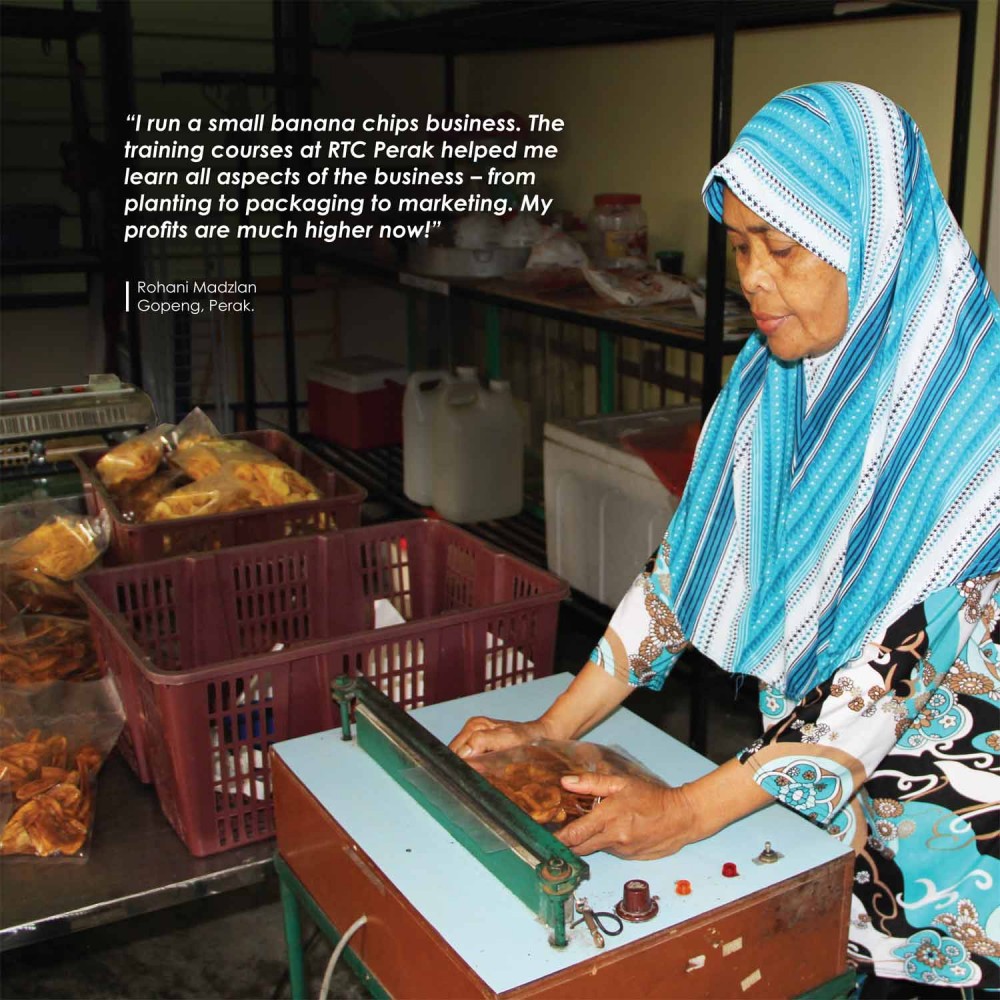 “I run a small banana chips business. The
training courses at RTC Perak helped me
learn all aspects of the business – from
planting to packaging to marketing. My
profits are much higher now!”
Rohani Madzlan
Gopeng, Perak.